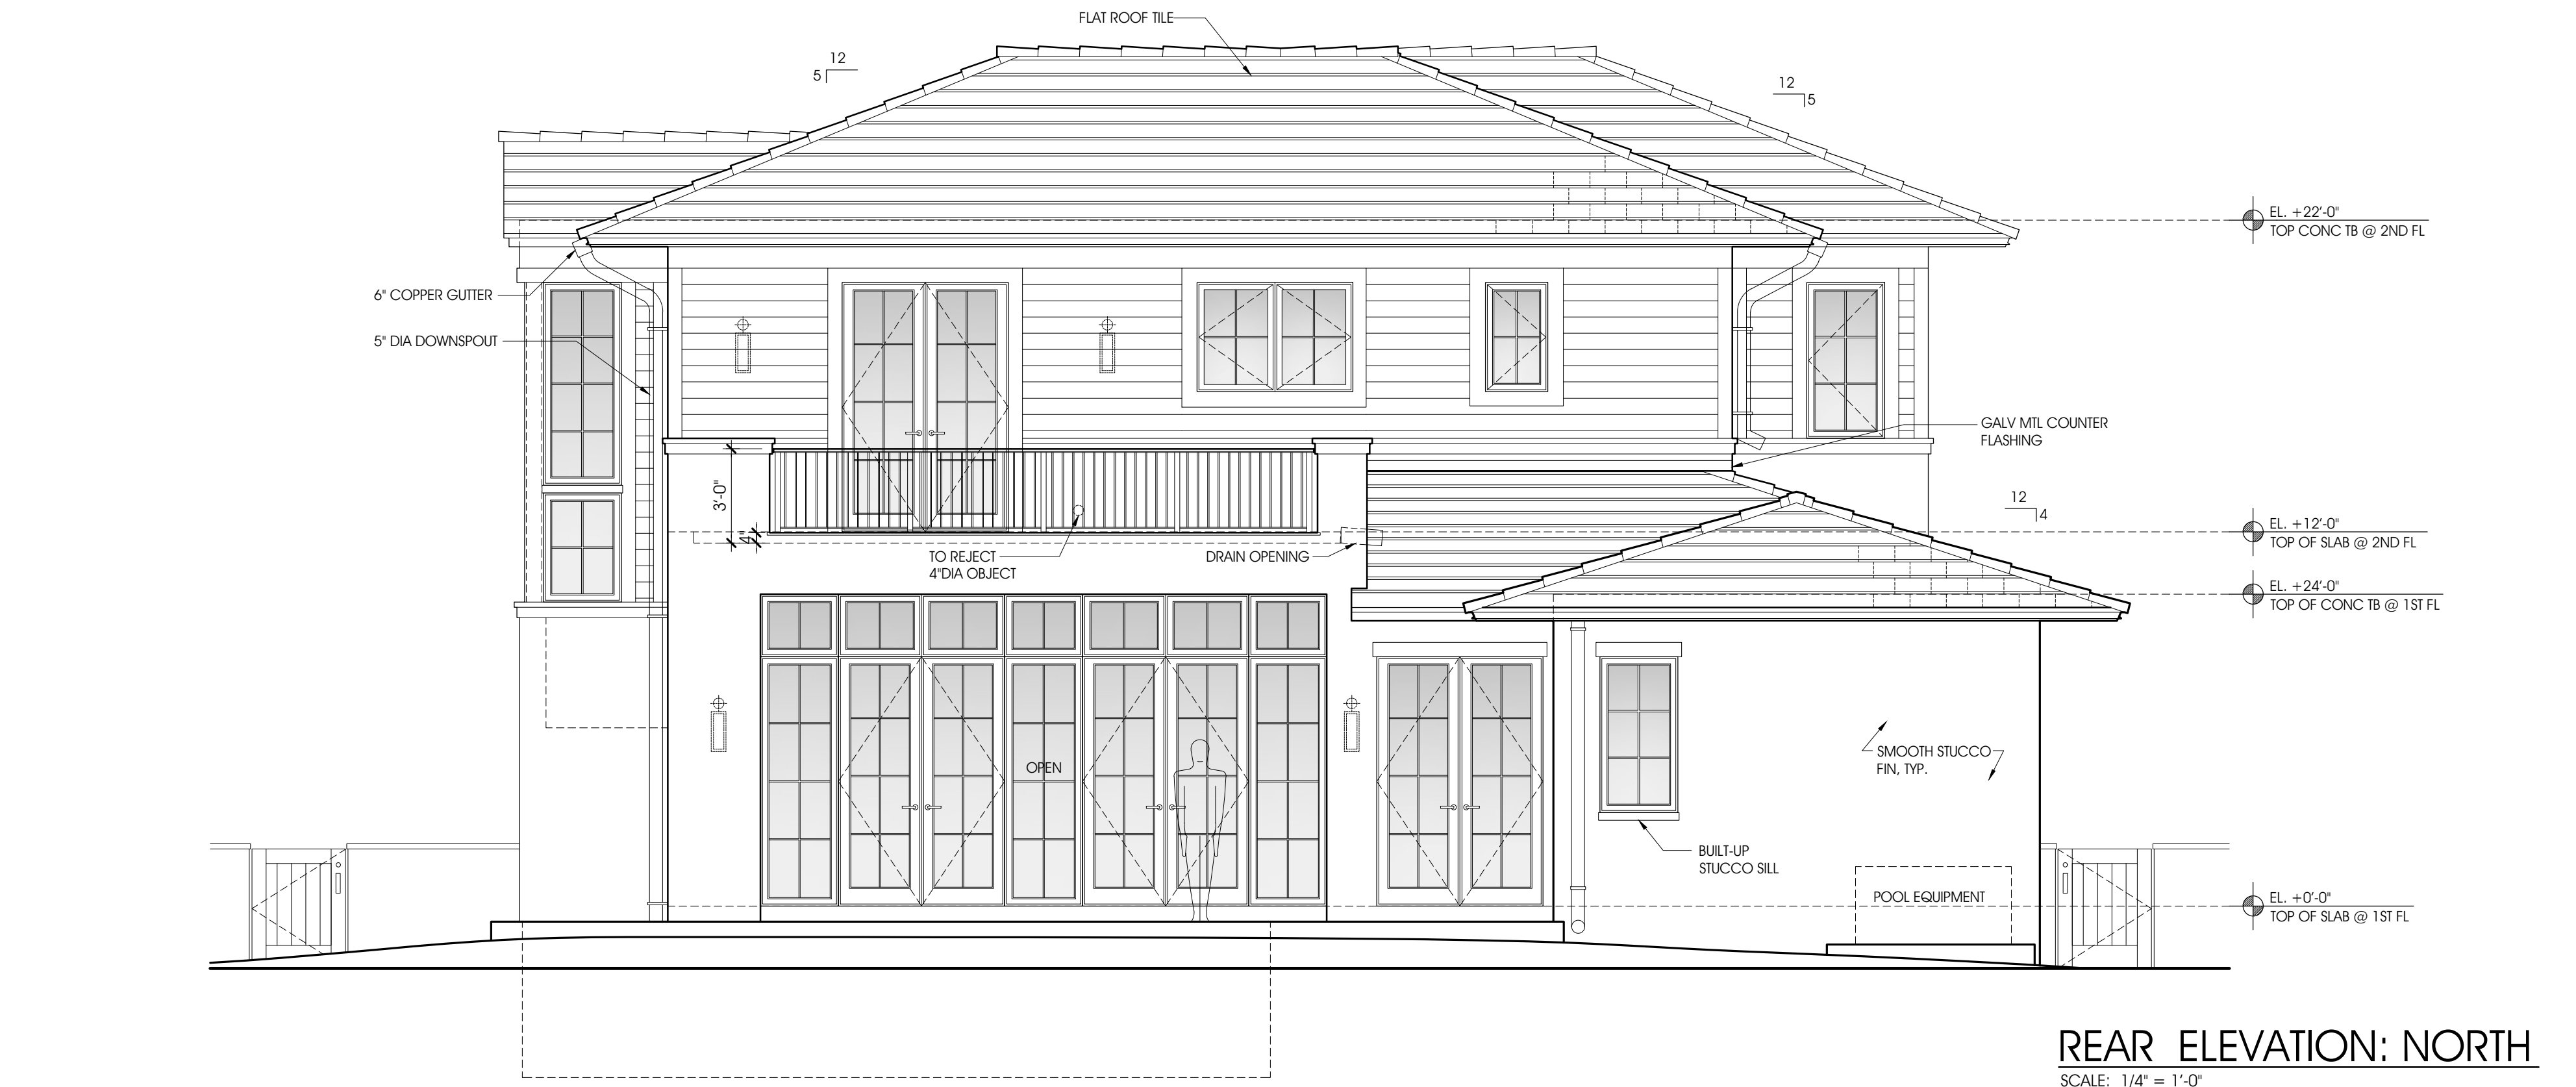 FLAT ROOF TILE
12
5
12
5
EL. +22'-0"
TOP CONC TB @ 2ND FL
6" COPPER GUTTER
5" DIA DOWNSPOUT
GALV MTL COUNTER
FLASHING
3'-0"
4"
12
4
EL. +12'-0"
TOP OF SLAB @ 2ND FL
TO REJECT
4"DIA OBJECT
DRAIN OPENING
EL. +24'-0"
TOP OF CONC TB @ 1ST FL
OPEN
SMOOTH STUCCO
FIN, TYP.
BUILT-UP
STUCCO SILL
POOL EQUIPMENT
EL. +0'-0"
TOP OF SLAB @ 1ST FL
REAR ELEVATION: NORTH
SCALE: 1/4" = 1'-0"